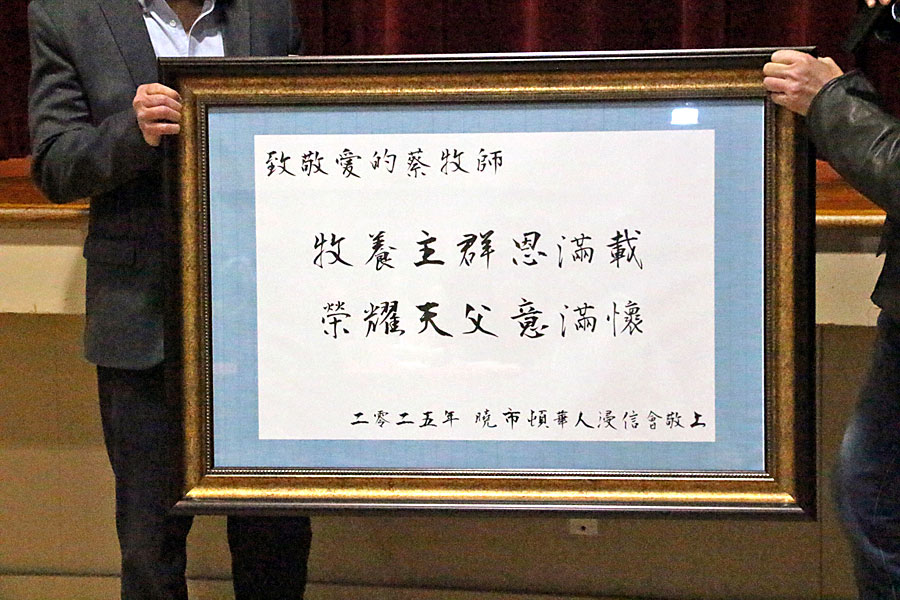 致敬愛的蔡牧師
牧養主群恩滿載
榮耀天父意滿懷
二零二五年 曉市頓華人浸信會敬上